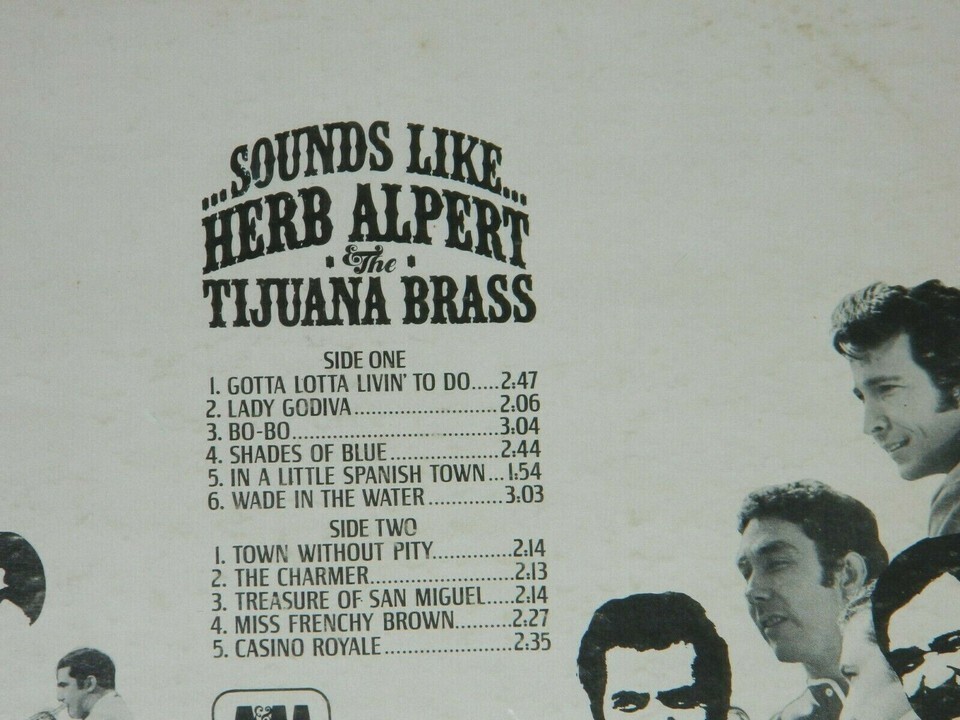 ...SOUNDS LIKE...
HERB ALPERT
& The
TIJUANA BRASS
SIDE ONE
1. GOTTA LOTTA LIVIN' TO DO.....2:47
2. LADY GODIVA..........................2:06
3. BO-BO......................................3:04
4. SHADES OF BLUE....................2:44
5. IN A LITTLE SPANISH TOWN...1:54
6. WADE IN THE WATER.............3:03
SIDE TWO
1. TOWN WITHOUT PITY..............2:14
2. THE CHARMER.........................2:13
3. TREASURE OF SAN MIGUEL.....2:14
4. MISS FRENCHY BROWN..........2:27
5. CASINO ROYALE.......................2:35
A&M